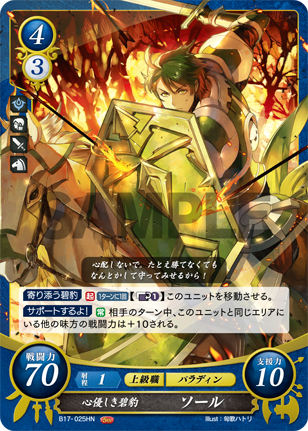 4
3
SAMPLE
心配しないで。たとえ勝てなくても
なんとかして守ってみせるから!
寄り添う碧豹 起 1ターンに1回 【 1】このユニットを移動させる。
サポートするよ! 常 相手のターン中、このユニットと同じエリアに
いる他の味方の戦闘力は+10される。
戦闘力 70
射程 1 上級職 パラディン
支援力 10
心優しき碧豹 ソール
B17-025HN Illust:匈歌ハトリ